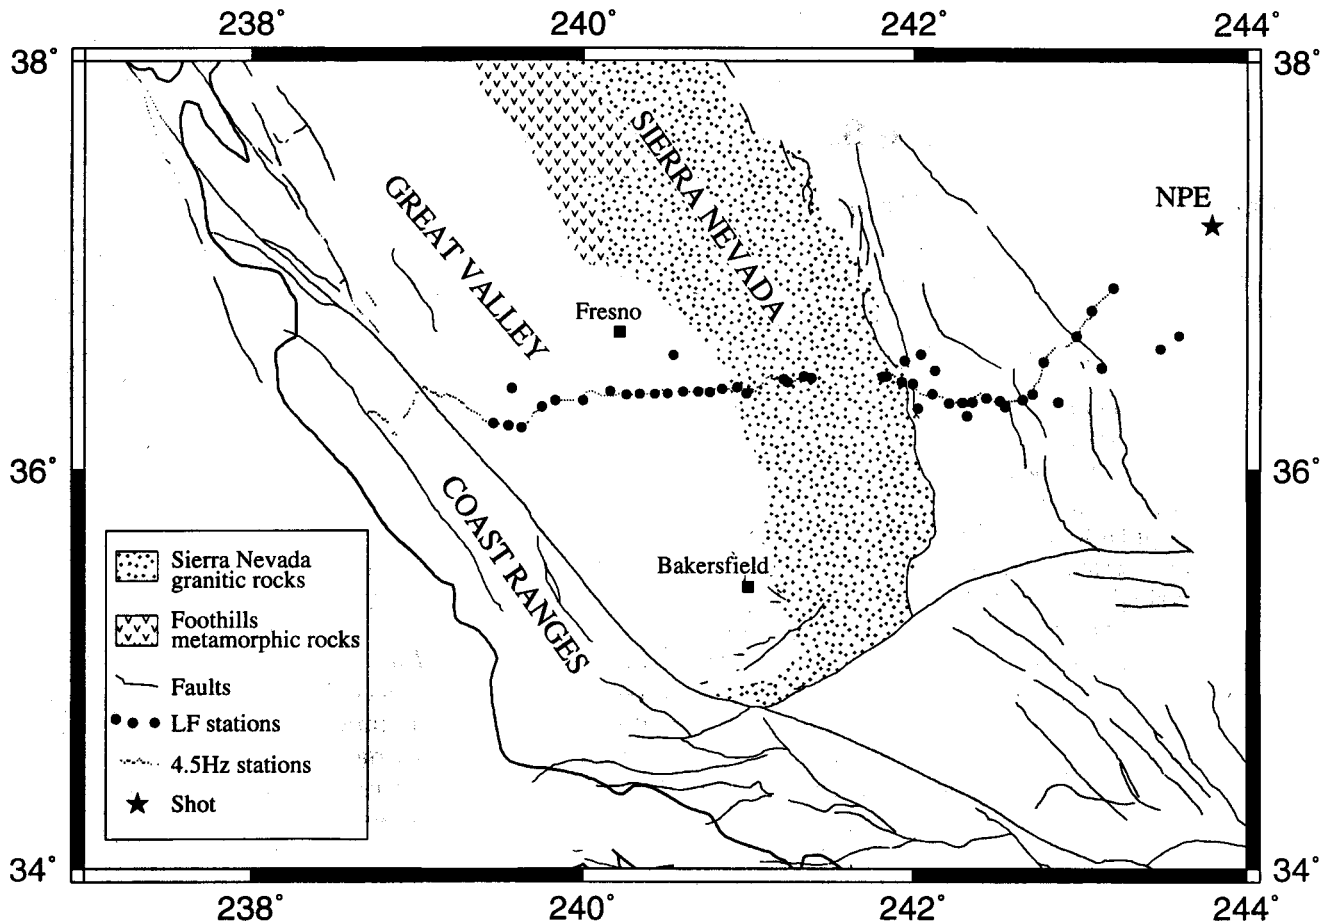 238° 240° 242° 244°
38° 38°
NPE
SIERRA NEVADA
GREAT VALLEY
Fresno
36° 36°
COAST RANGES
Bakersfield
Sierra Nevada
granitic rocks
Foothills
metamorphic rocks
Faults
LF stations
4.5Hz stations
Shot
34° 34°
238° 240° 242° 244°